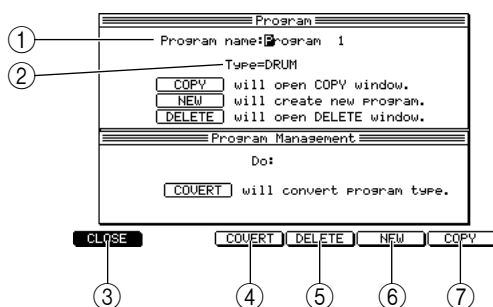 Program
① Program name:Program 1
② Type=DRUM
COPY will open COPY window.
NEW will create new program.
DELETE will open DELETE window.
Program Management
Do:
COVERT will convert program type.
CLOSE COVERT DELETE NEW COPY
③ ④ ⑤ ⑥ ⑦